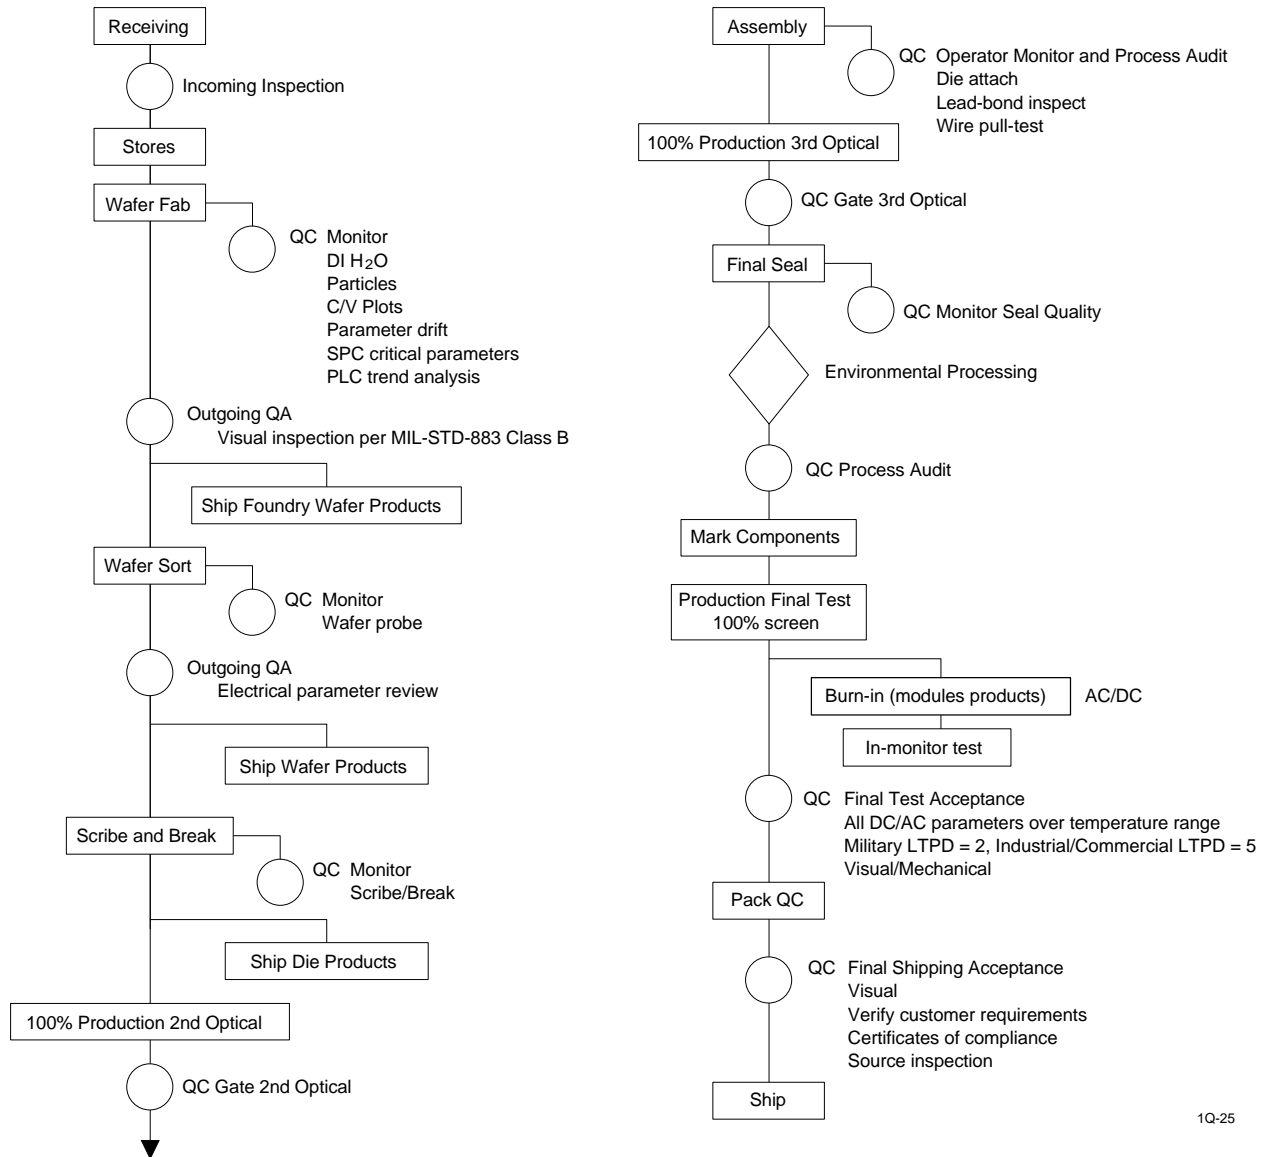 Receiving
Incoming Inspection
Stores
Wafer Fab
QC Monitor
DI H₂O
Particles
C/V Plots
Parameter drift
SPC critical parameters
PLC trend analysis
Outgoing QA
Visual inspection per MIL-STD-883 Class B
Ship Foundry Wafer Products
Wafer Sort
QC Monitor
Wafer probe
Outgoing QA
Electrical parameter review
Ship Wafer Products
Scribe and Break
QC Monitor
Scribe/Break
Ship Die Products
100% Production 2nd Optical
QC Gate 2nd Optical
Assembly
QC Operator Monitor and Process Audit
Die attach
Lead-bond inspect
Wire pull-test
100% Production 3rd Optical
QC Gate 3rd Optical
Final Seal
QC Monitor Seal Quality
Environmental Processing
QC Process Audit
Mark Components
Production Final Test
100% screen
Burn-in (modules products) AC/DC
In-monitor test
QC Final Test Acceptance
All DC/AC parameters over temperature range
Military LTPD = 2, Industrial/Commercial LTPD = 5
Visual/Mechanical
Pack QC
QC Final Shipping Acceptance
Visual
Verify customer requirements
Certificates of compliance
Source inspection
Ship
1Q-25